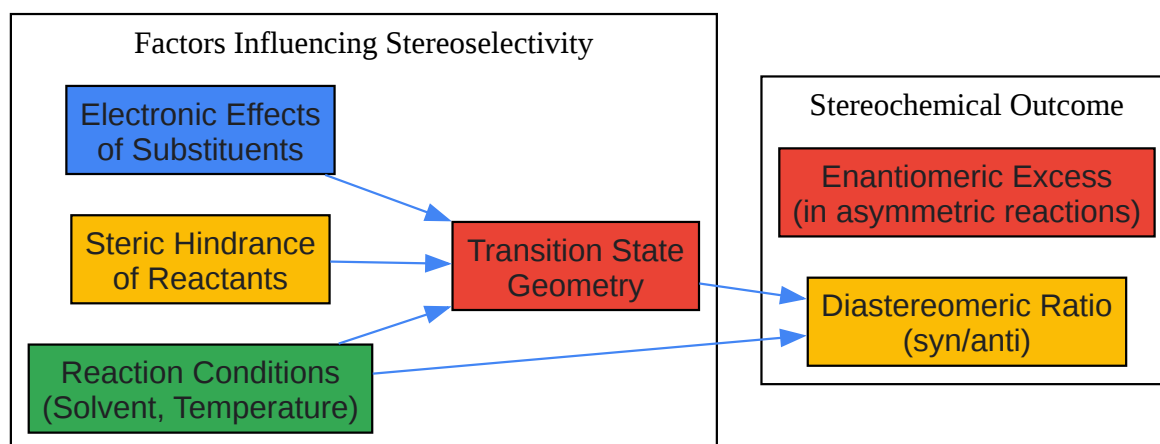 Factors Influencing Stereoselectivity
Electronic Effects
of Substituents
Steric Hindrance
of Reactants
Reaction Conditions
(Solvent, Temperature)
Transition State
Geometry
Stereochemical Outcome
Enantiomeric Excess
(in asymmetric reactions)
Diastereomeric Ratio
(syn/anti)